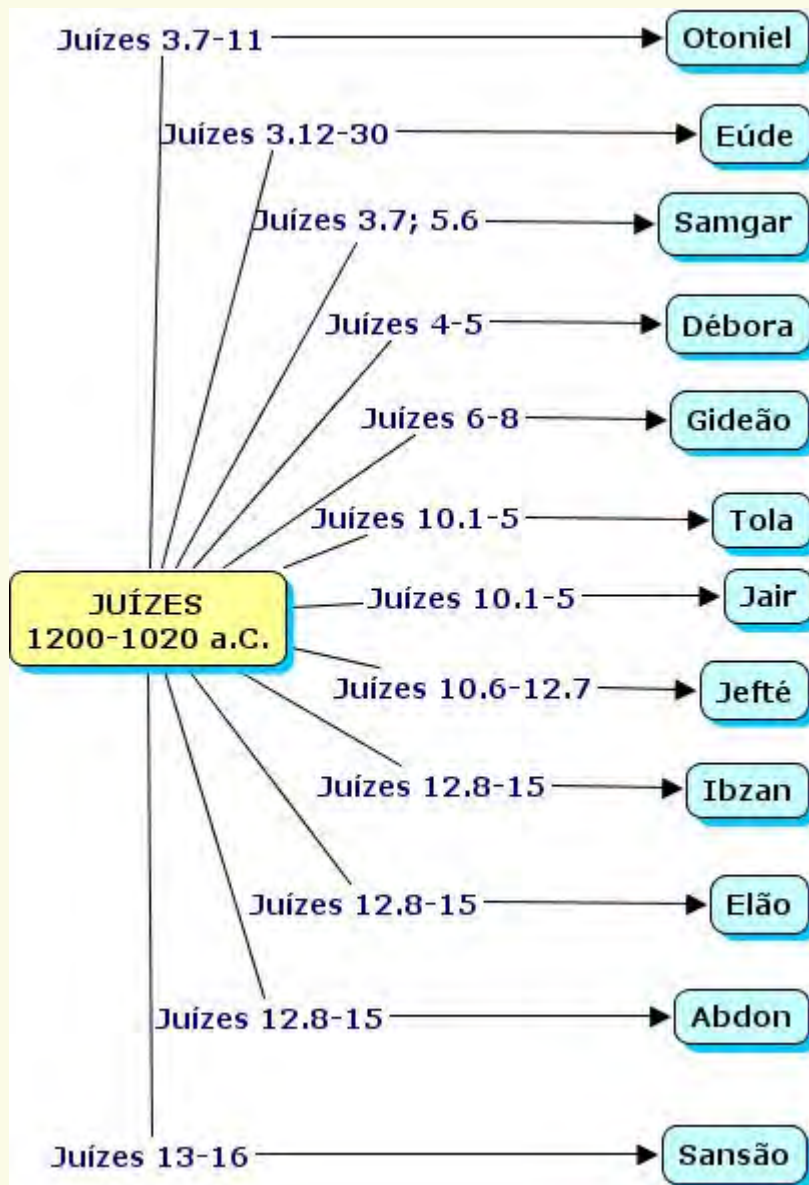 Juízes 3.7-11 Otoniel
Juízes 3.12-30 Eúde
Juízes 3.7; 5.6 Samgar
Juízes 4-5 Débora
Juízes 6-8 Gideão
Juízes 10.1-5 Tola
JUÍZES
1200-1020 a.C.
Juízes 10.1-5 Jair
Juízes 10.6-12.7 Jefté
Juízes 12.8-15 Ibzan
Juízes 12.8-15 Elão
Juízes 12.8-15 Abdon
Juízes 13-16 Sansão